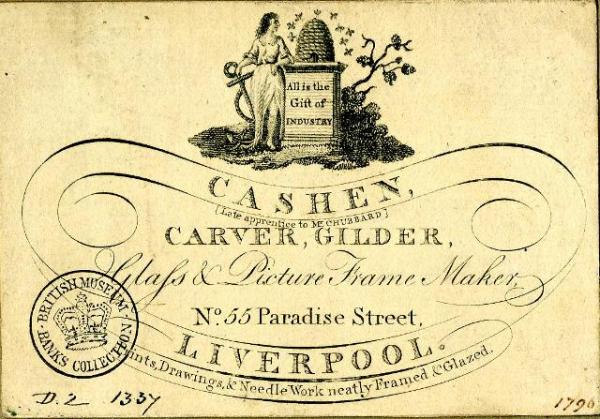 All is the
Gift of
INDUSTRY
CASHEN,
[Late apprentice to Mr CHUBBARD]
CARVER, GILDER,
Glass & Picture Frame Maker,
No. 55 Paradise Street,
LIVERPOOL.
Drawings, & Needle Work neatly Framed & Glazed.
BRITISH MUSEUM
BANKS COLLECTION
D.2 1337
1790